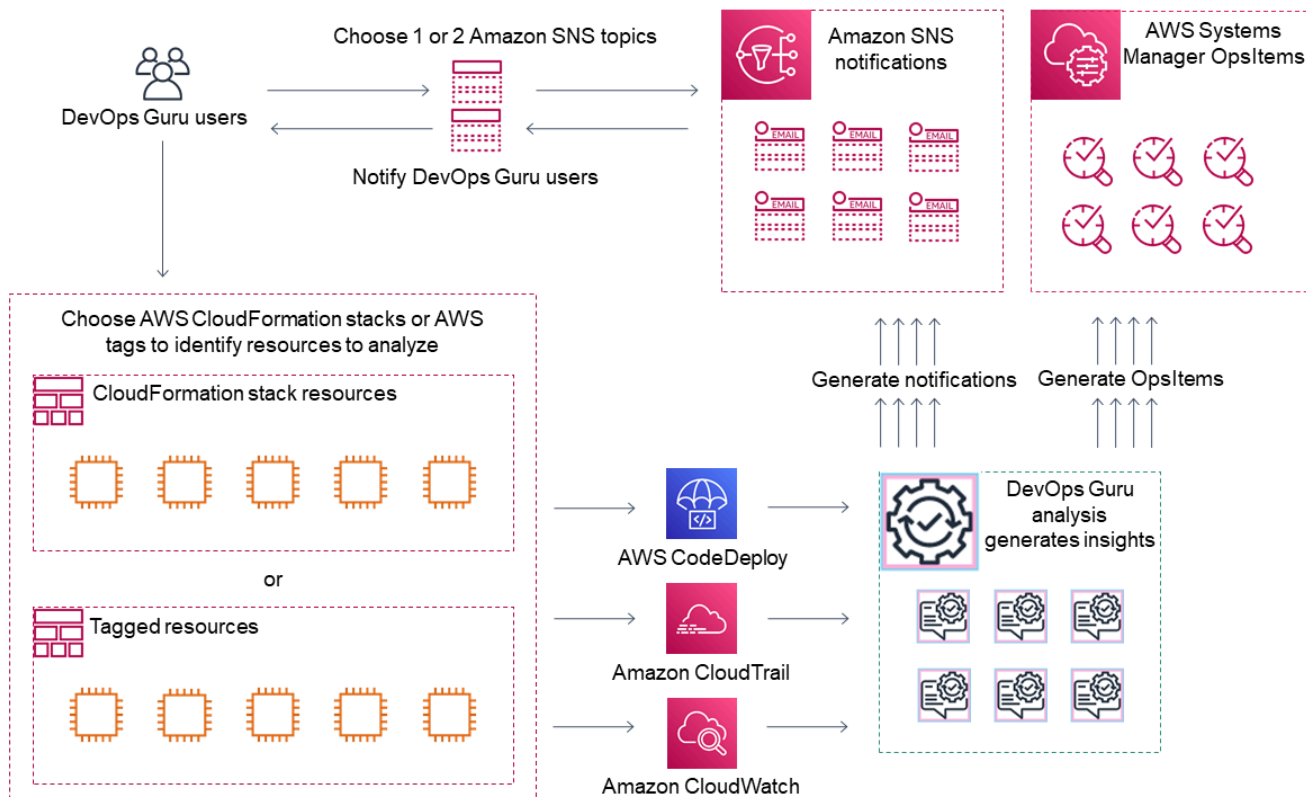 Choose 1 or 2 Amazon SNS topics
DevOps Guru users
Notify DevOps Guru users
Amazon SNS
notifications
EMAIL
EMAIL
EMAIL
EMAIL
EMAIL
EMAIL
AWS Systems
Manager OpsItems
Choose AWS CloudFormation stacks or AWS
tags to identify resources to analyze
CloudFormation stack resources
or
Tagged resources
Generate notifications
Generate OpsItems
AWS CodeDeploy
Amazon CloudTrail
Amazon CloudWatch
DevOps Guru
analysis
generates insights